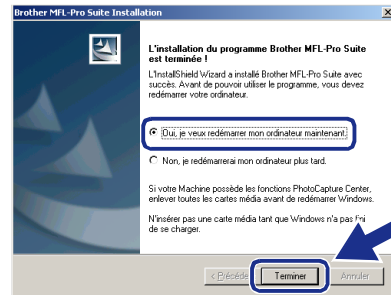 Brother MFL-Pro Suite Installation
L'installation du programme Brother MFL-Pro Suite
est terminée !
L'InstallShield Wizard a installé Brother MFL-Pro Suite avec
succès. Avant de pouvoir utiliser le programme, vous devez
redémarrer votre ordinateur.
Oui, je veux redémarrer mon ordinateur maintenant.
Non, je redémarrerai mon ordinateur plus tard.
Si votre Machine possède les fonctions PhotoCapture Center,
enlever toutes les cartes média avant de redémarrer Windows.
N'insérer pas une carte média tant que Windows n'a pas fini
de se charger.
< Précéde
Terminer
Annuler